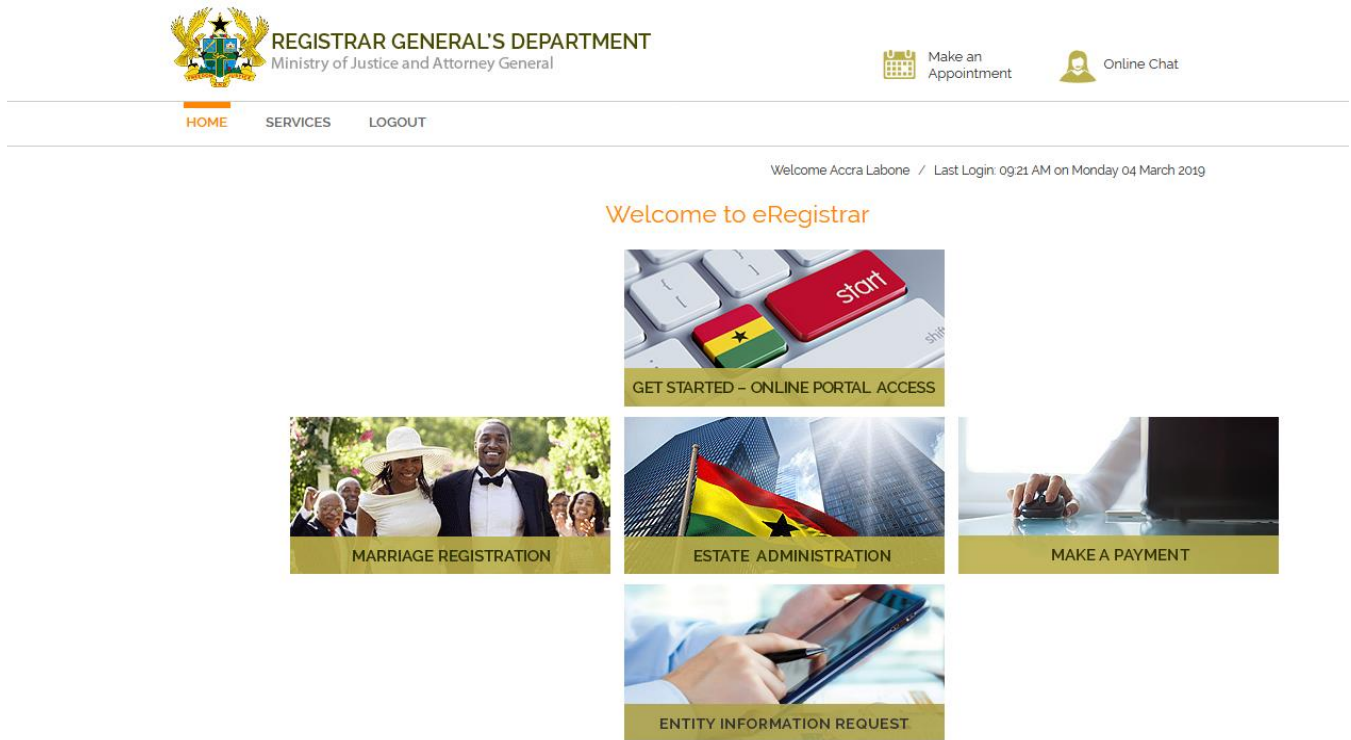 REGISTRAR GENERAL'S DEPARTMENT
Ministry of Justice and Attorney General
Make an
Appointment
Online Chat
HOME SERVICES LOGOUT
Welcome Accra Labone / Last Login: 09:21 AM on Monday 04 March 2019
Welcome to eRegistrar
start
shift
GET STARTED – ONLINE PORTAL ACCESS
MARRIAGE REGISTRATION
ESTATE ADMINISTRATION
MAKE A PAYMENT
ENTITY INFORMATION REQUEST